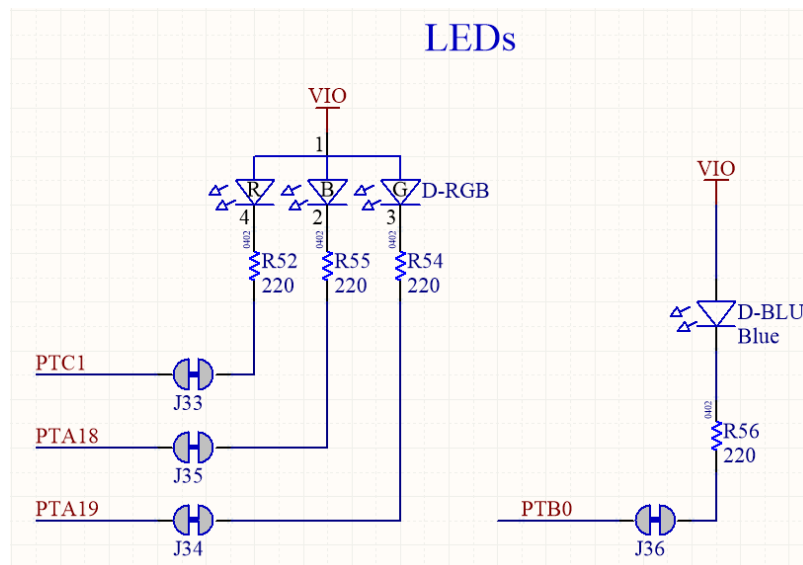 LEDs
VIO
1
VIO
R
B
G
D-RGB
4
2
3
0402
0402
0402
R52
R55
R54
220
220
220
D-BLU
Blue
PTC1
J33
0402
R56
220
PTA18
J35
PTA19
J34
PTB0
J36